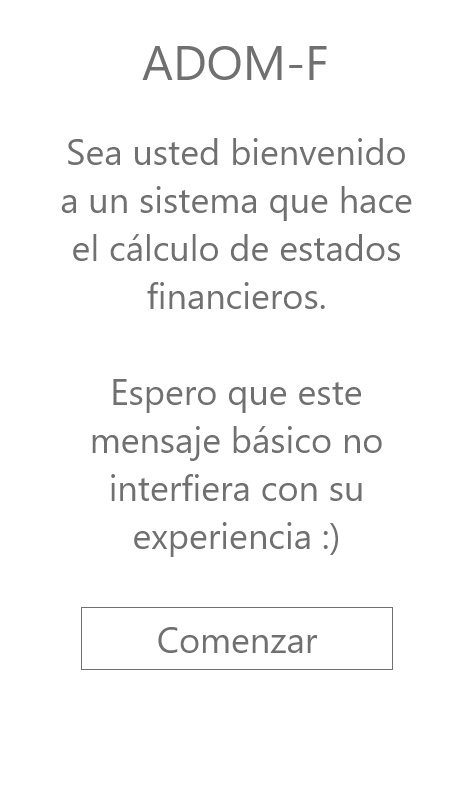 ADOM-F
Sea usted bienvenido
a un sistema que hace
el cálculo de estados
financieros.
Espero que este
mensaje básico no
interfiera con su
experiencia :)
Comenzar